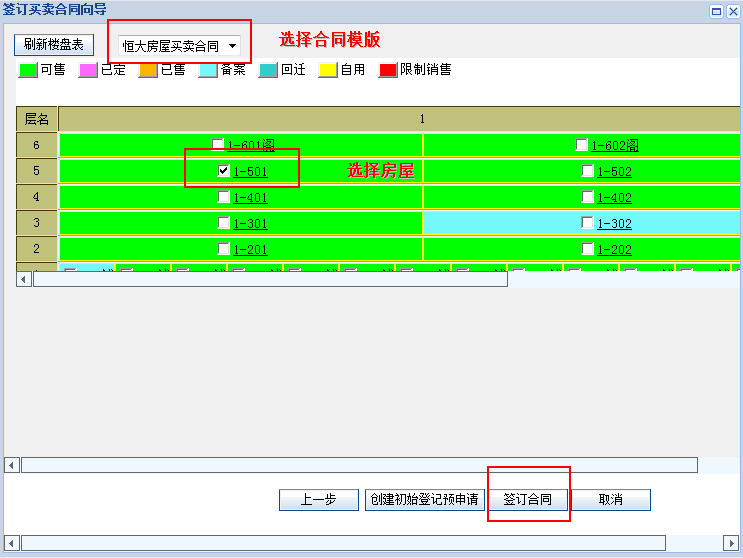 签订买卖合同向导
刷新楼盘表 恒大房屋买卖合同 选择合同模版
可售 已定 已售 备案 回迁 自用 限制销售
层名 1
6 1-601阁 1-602阁
5 1-501 选择房屋 1-502
4 1-401 1-402
3 1-301 1-302
2 1-201 1-202
上一步 创建初始登记预申请 签订合同 取消